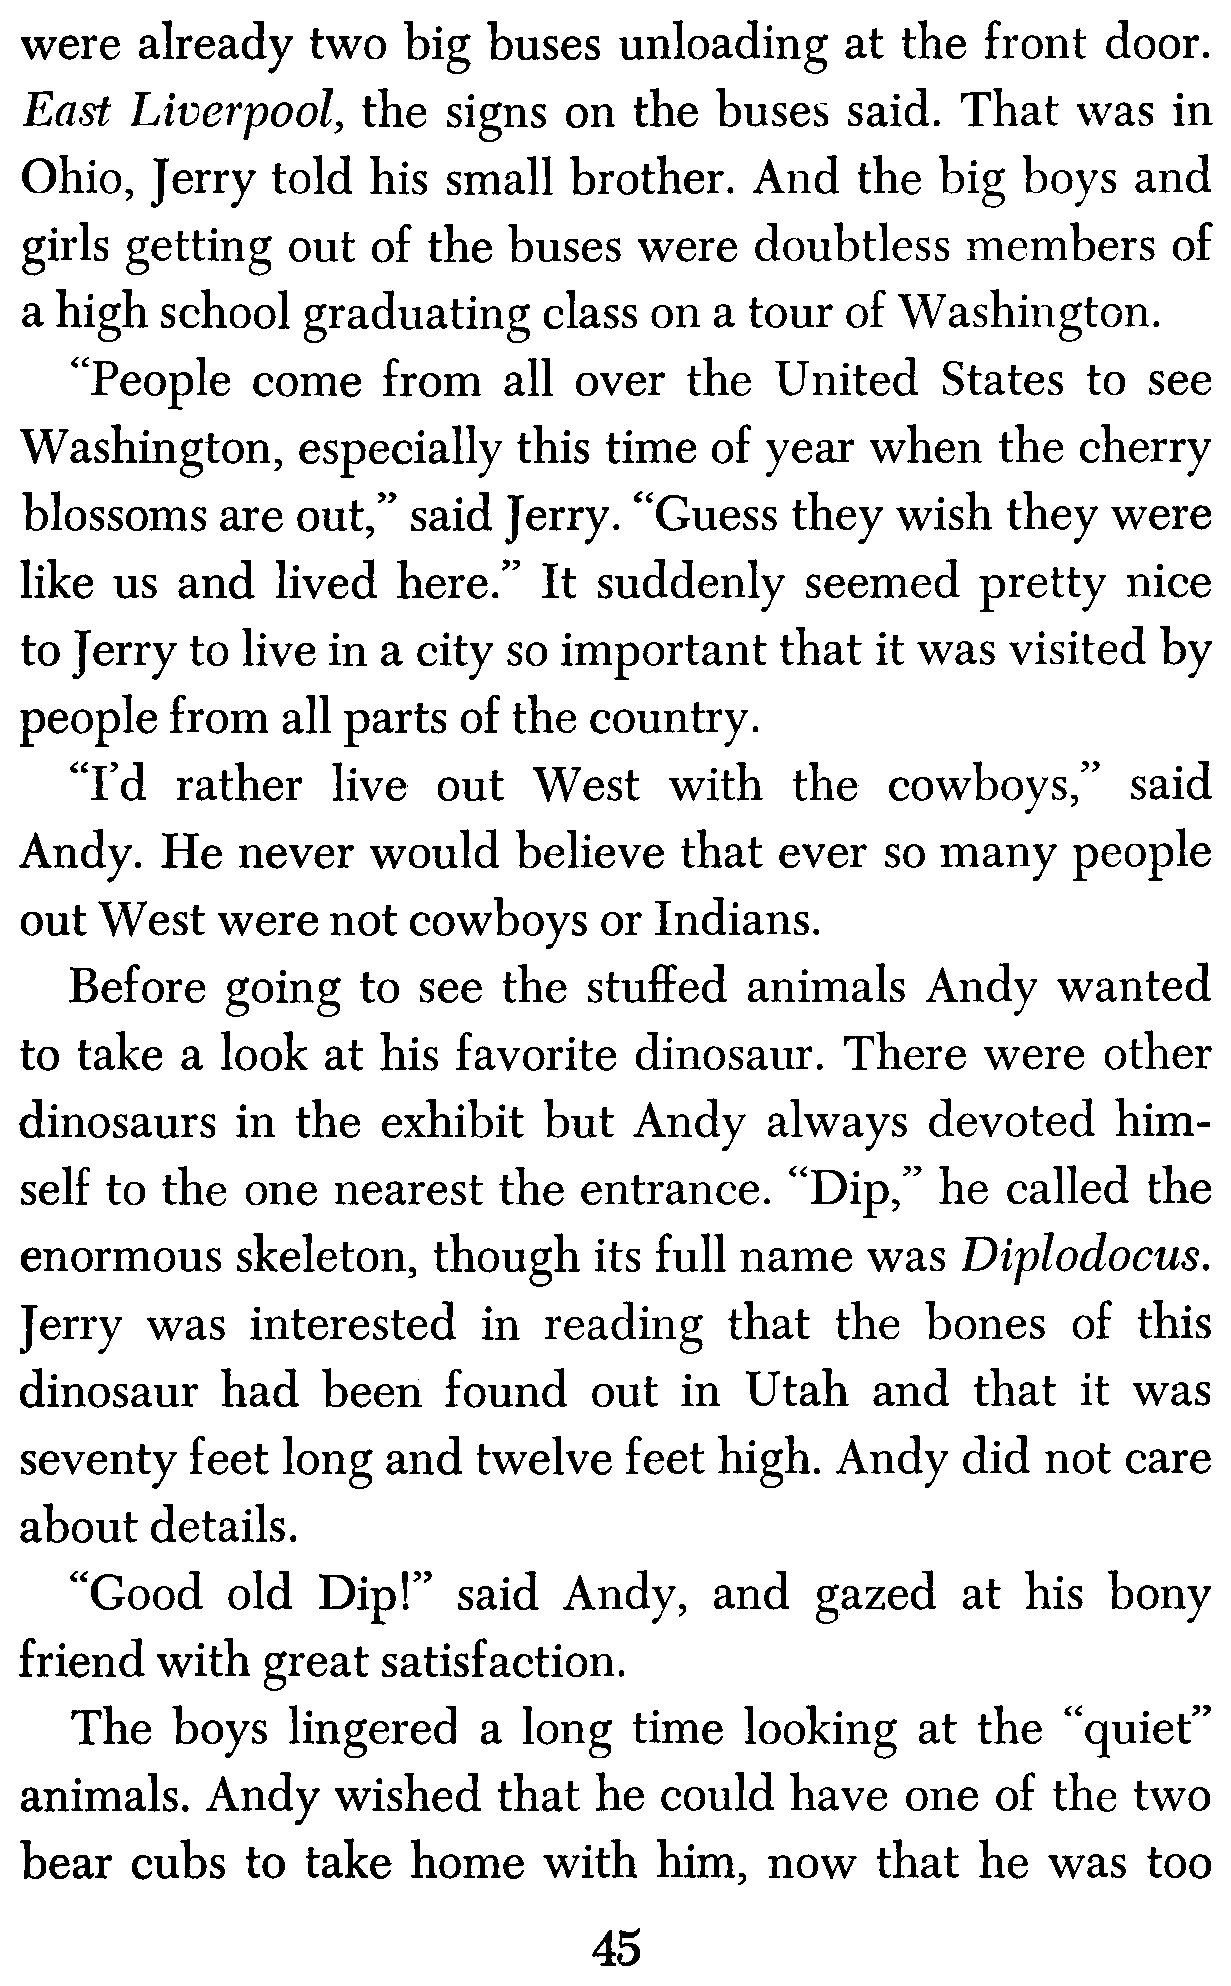 were already two big buses unloading at the front door.
East Liverpool, the signs on the buses said. That was in
Ohio, Jerry told his small brother. And the big boys and
girls getting out of the buses were doubtless members of
a high school graduating class on a tour of Washington.
“People come from all over the United States to see
Washington, especially this time of year when the cherry
blossoms are out,” said Jerry. “Guess they wish they were
like us and lived here.” It suddenly seemed pretty nice
to Jerry to live in a city so important that it was visited by
people from all parts of the country.
“I’d rather live out West with the cowboys,” said
Andy. He never would believe that ever so many people
out West were not cowboys or Indians.
Before going to see the stuffed animals Andy wanted
to take a look at his favorite dinosaur. There were other
dinosaurs in the exhibit but Andy always devoted him-
self to the one nearest the entrance. “Dip,” he called the
enormous skeleton, though its full name was Diplodocus.
Jerry was interested in reading that the bones of this
dinosaur had been found out in Utah and that it was
seventy feet long and twelve feet high. Andy did not care
about details.
“Good old Dip!” said Andy, and gazed at his bony
friend with great satisfaction.
The boys lingered a long time looking at the “quiet”
animals. Andy wished that he could have one of the two
bear cubs to take home with him, now that he was too
45